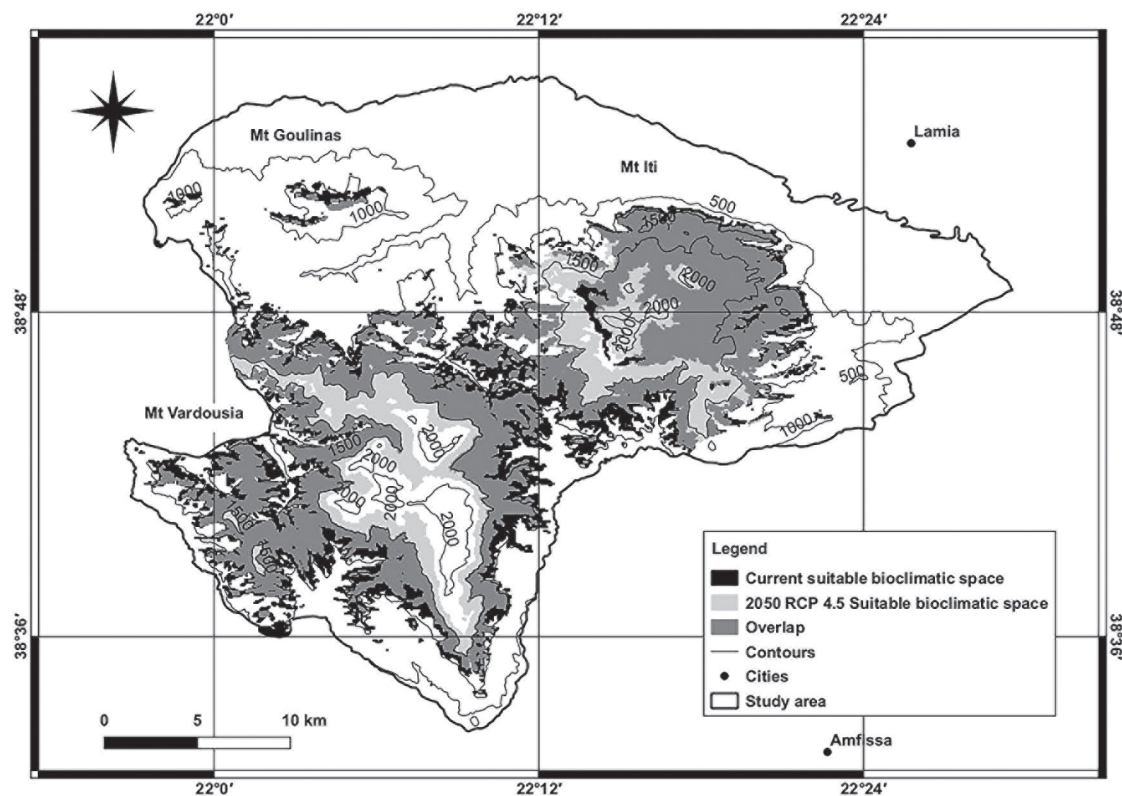 22°0′ 22°12′ 22°24′
Mt Goulinas
Lamia
Mt Iti
1000
1000
500
1500
1500
2000
2000
2000
38°48′ 38°48′
500
Mt Vardousia
1000
2000
1500
2000
2000
2000
2000
Legend
Current suitable bioclimatic space
2050 RCP 4.5 Suitable bioclimatic space
Overlap
Contours
Cities
Study area
38°36′ 38°36′
0 5 10 km
Amfissa
22°0′ 22°12′ 22°24′